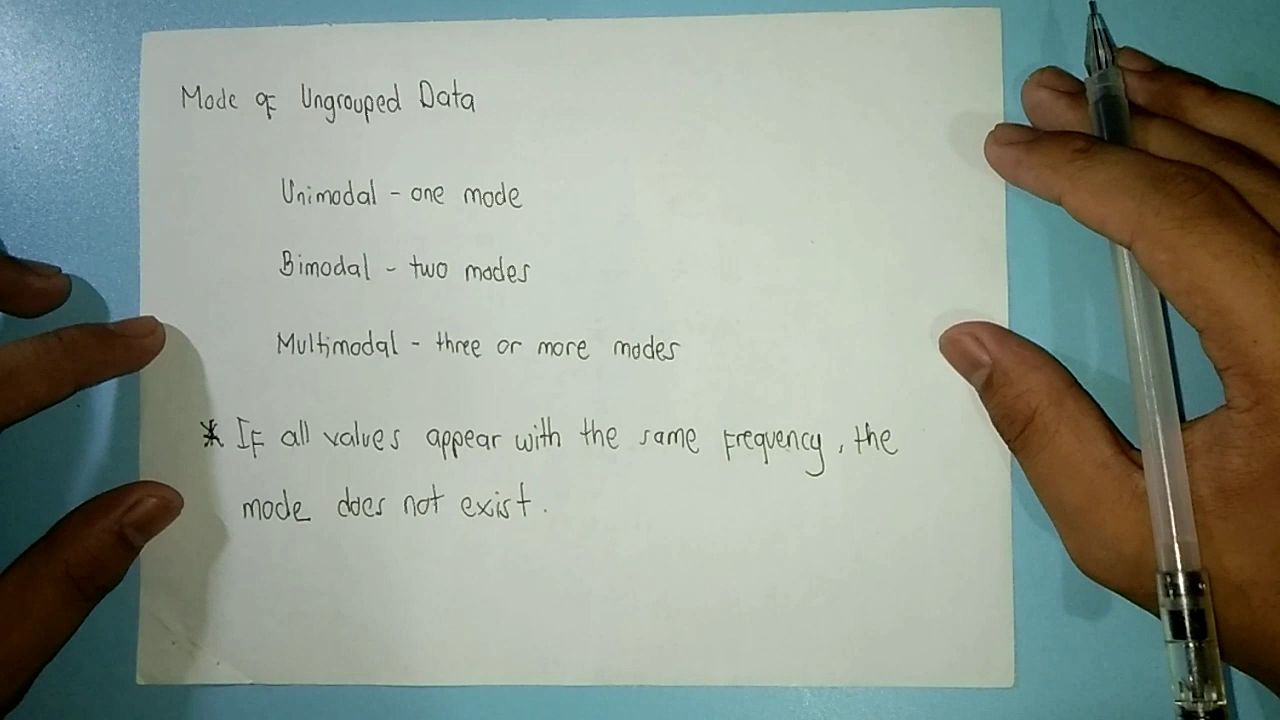 Mode of Ungrouped Data
Unimodal - one mode
Bimodal - two modes
Multimodal - three or more modes
* If all values appear with the same frequency, the
mode does not exist.